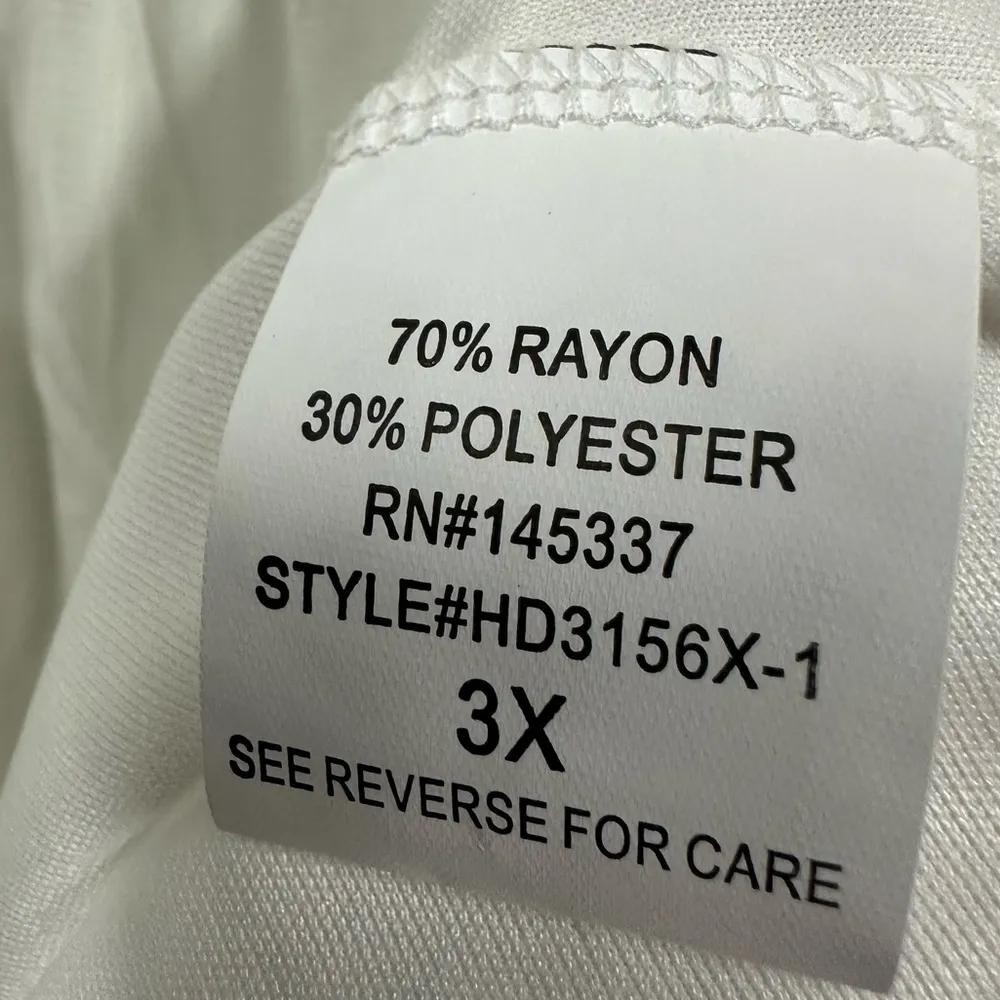 70% RAYON
30% POLYESTER
RN#145337
STYLE#HD3156X-1
3X
SEE REVERSE FOR CARE